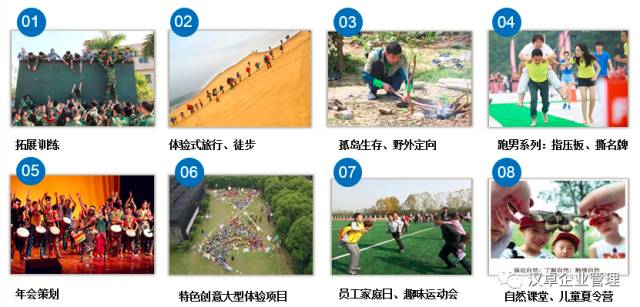 01
02
03
04
拓展训练
体验式旅行、徒步
孤岛生存、野外定向
跑男系列：指压板、撕名牌
05
06
07
08
亲近自然；了解自然；解读自然
年会策划
特色创意大型体验项目
员工家庭日、趣味运动会
自然课堂、儿童夏令营
汉卓企业管理